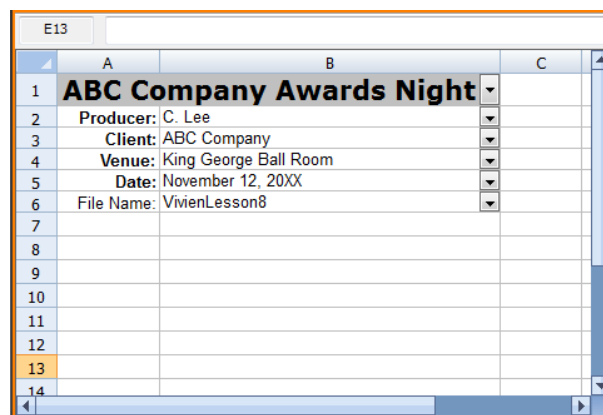 E13
A B C
1 ABC Company Awards Night
2 Producer: C. Lee
3 Client: ABC Company
4 Venue: King George Ball Room
5 Date: November 12, 20XX
6 File Name: VivienLesson8
7
8
9
10
11
12
13
14